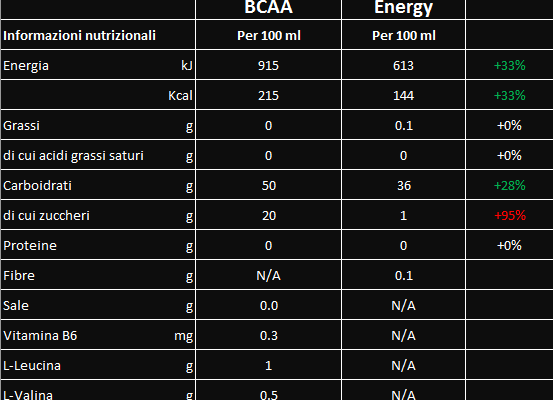 BCAA Energy
Informazioni nutrizionali Per 100 ml Per 100 ml
Energia kJ 915 613 +33%
Kcal 215 144 +33%
Grassi g 0 0.1 +0%
di cui acidi grassi saturi g 0 0 +0%
Carboidrati g 50 36 +28%
di cui zuccheri g 20 1 +95%
Proteine g 0 0 +0%
Fibre g N/A 0.1
Sale g 0.0 N/A
Vitamina B6 mg 0.3 N/A
L-Leucina g 1 N/A
L-Valina g 0.5 N/A